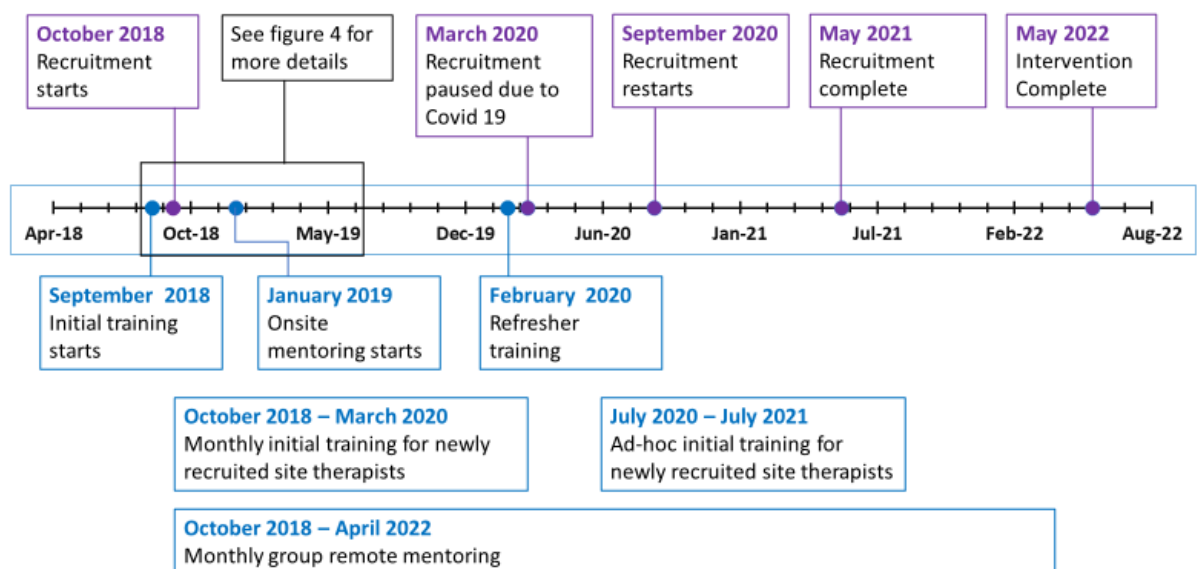 October 2018
Recruitment
starts
See figure 4 for
more details
March 2020
Recruitment
paused due to
Covid 19
September 2020
Recruitment
restarts
May 2021
Recruitment
complete
May 2022
Intervention
Complete
Apr-18
Oct-18
May-19
Dec-19
Jun-20
Jan-21
Jul-21
Feb-22
Aug-22
September 2018
Initial training
starts
January 2019
Onsite
mentoring starts
February 2020
Refresher
training
October 2018 – March 2020
Monthly initial training for newly
recruited site therapists
July 2020 – July 2021
Ad-hoc initial training for
newly recruited site therapists
October 2018 – April 2022
Monthly group remote mentoring